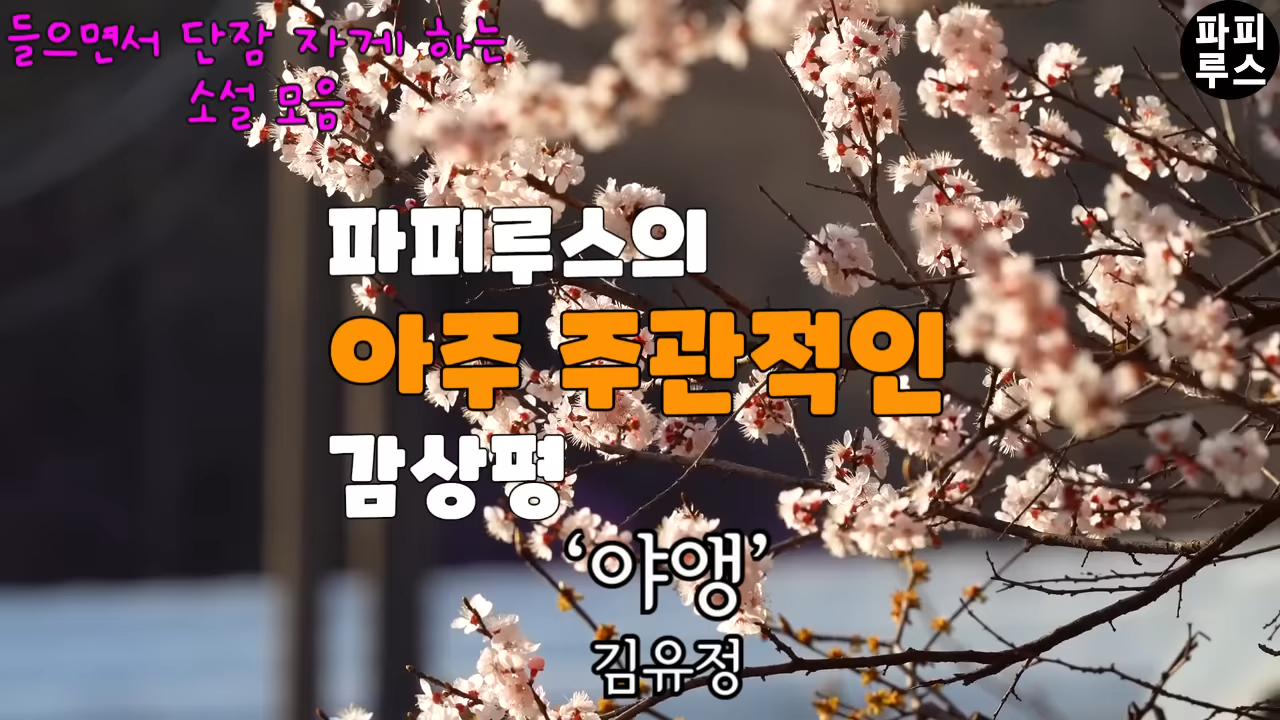 들으면서 단잠 자게 하는
소설 모음
파피
루스
파피루스의
아주 주관적인
감상평
‘야앵’
김유정